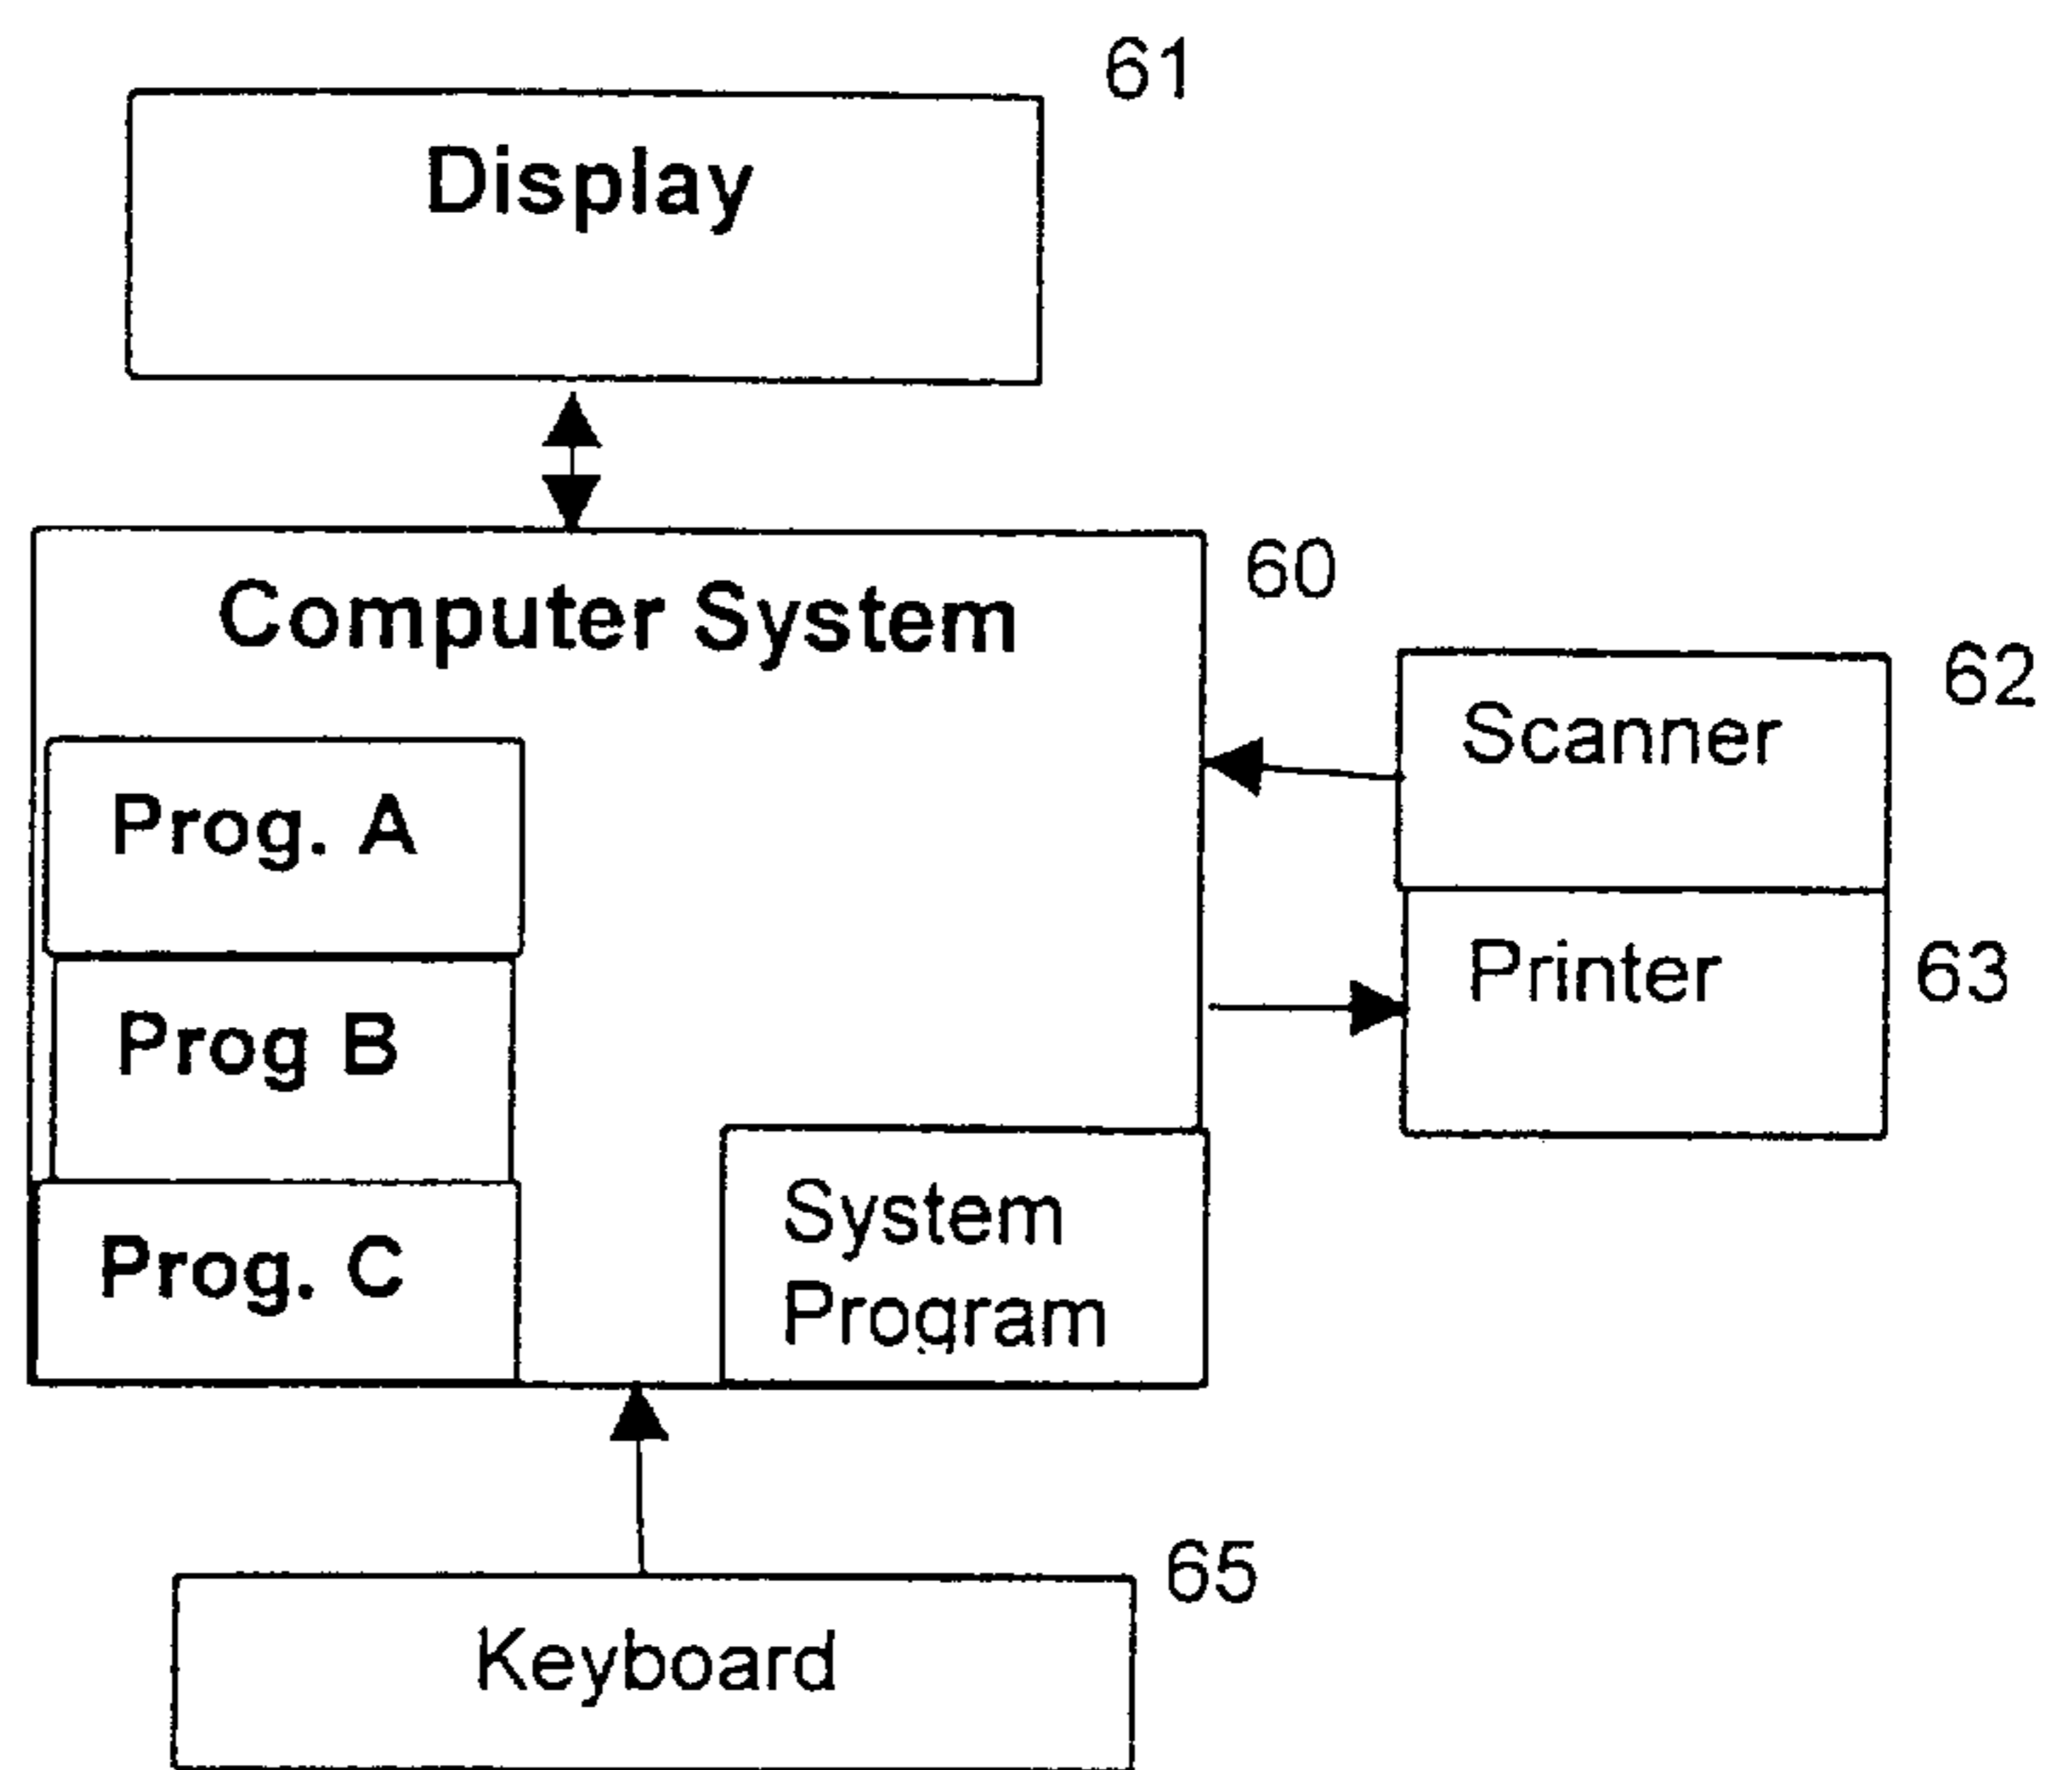 61
Display
60
Computer System
62
Scanner
Prog. A
Printer
63
Prog B
System
Program
Prog. C
65
Keyboard